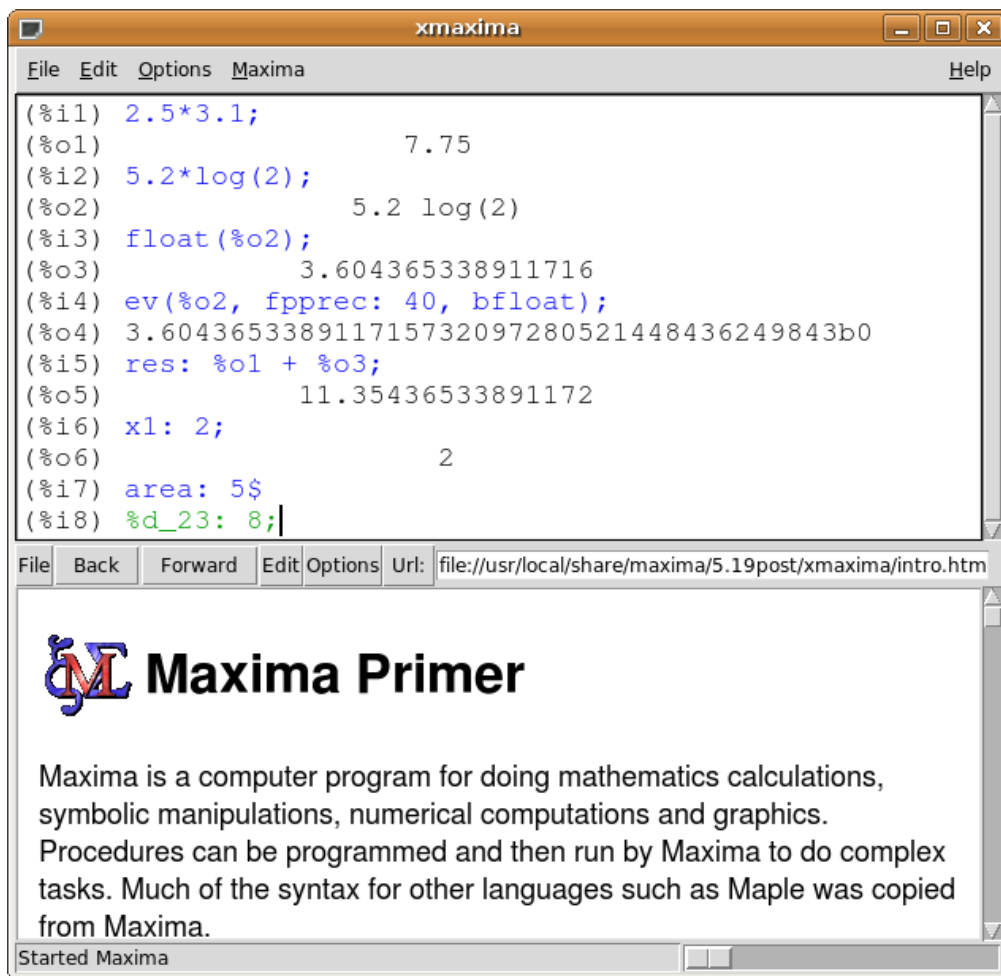 xmaxima
File Edit Options Maxima Help
(%i1) 2.5*3.1;
(%o1) 7.75
(%i2) 5.2*log(2);
(%o2) 5.2 log(2)
(%i3) float(%o2);
(%o3) 3.604365338911716
(%i4) ev(%o2, fpprec: 40, bfloat);
(%o4) 3.604365338911715732097280521448436249843b0
(%i5) res: %o1 + %o3;
(%o5) 11.35436533891172
(%i6) x1: 2;
(%o6) 2
(%i7) area: 5$
(%i8) %d_23: 8;
File Back Forward Edit Options Url: file://usr/local/share/maxima/5.19post/xmaxima/intro.htm
Maxima Primer
Maxima is a computer program for doing mathematics calculations,
symbolic manipulations, numerical computations and graphics.
Procedures can be programmed and then run by Maxima to do complex
tasks. Much of the syntax for other languages such as Maple was copied
from Maxima.
Started Maxima